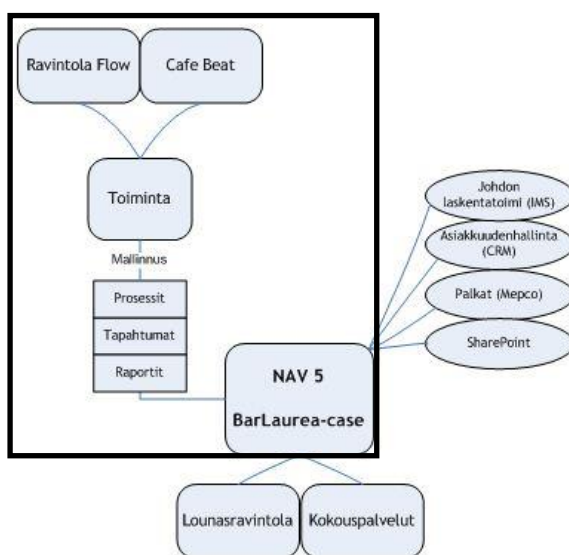 Ravintola Flow
Cafe Beat
Toiminta
Mallinnus
Prosessit
Tapahtumat
Raportit
NAV 5
BarLaurea-case
Johdon
laskentatoimi (IMS)
Asiakkuudenhallinta
(CRM)
Palkat (Mepco)
SharePoint
Lounasravintola
Kokouspalvelut